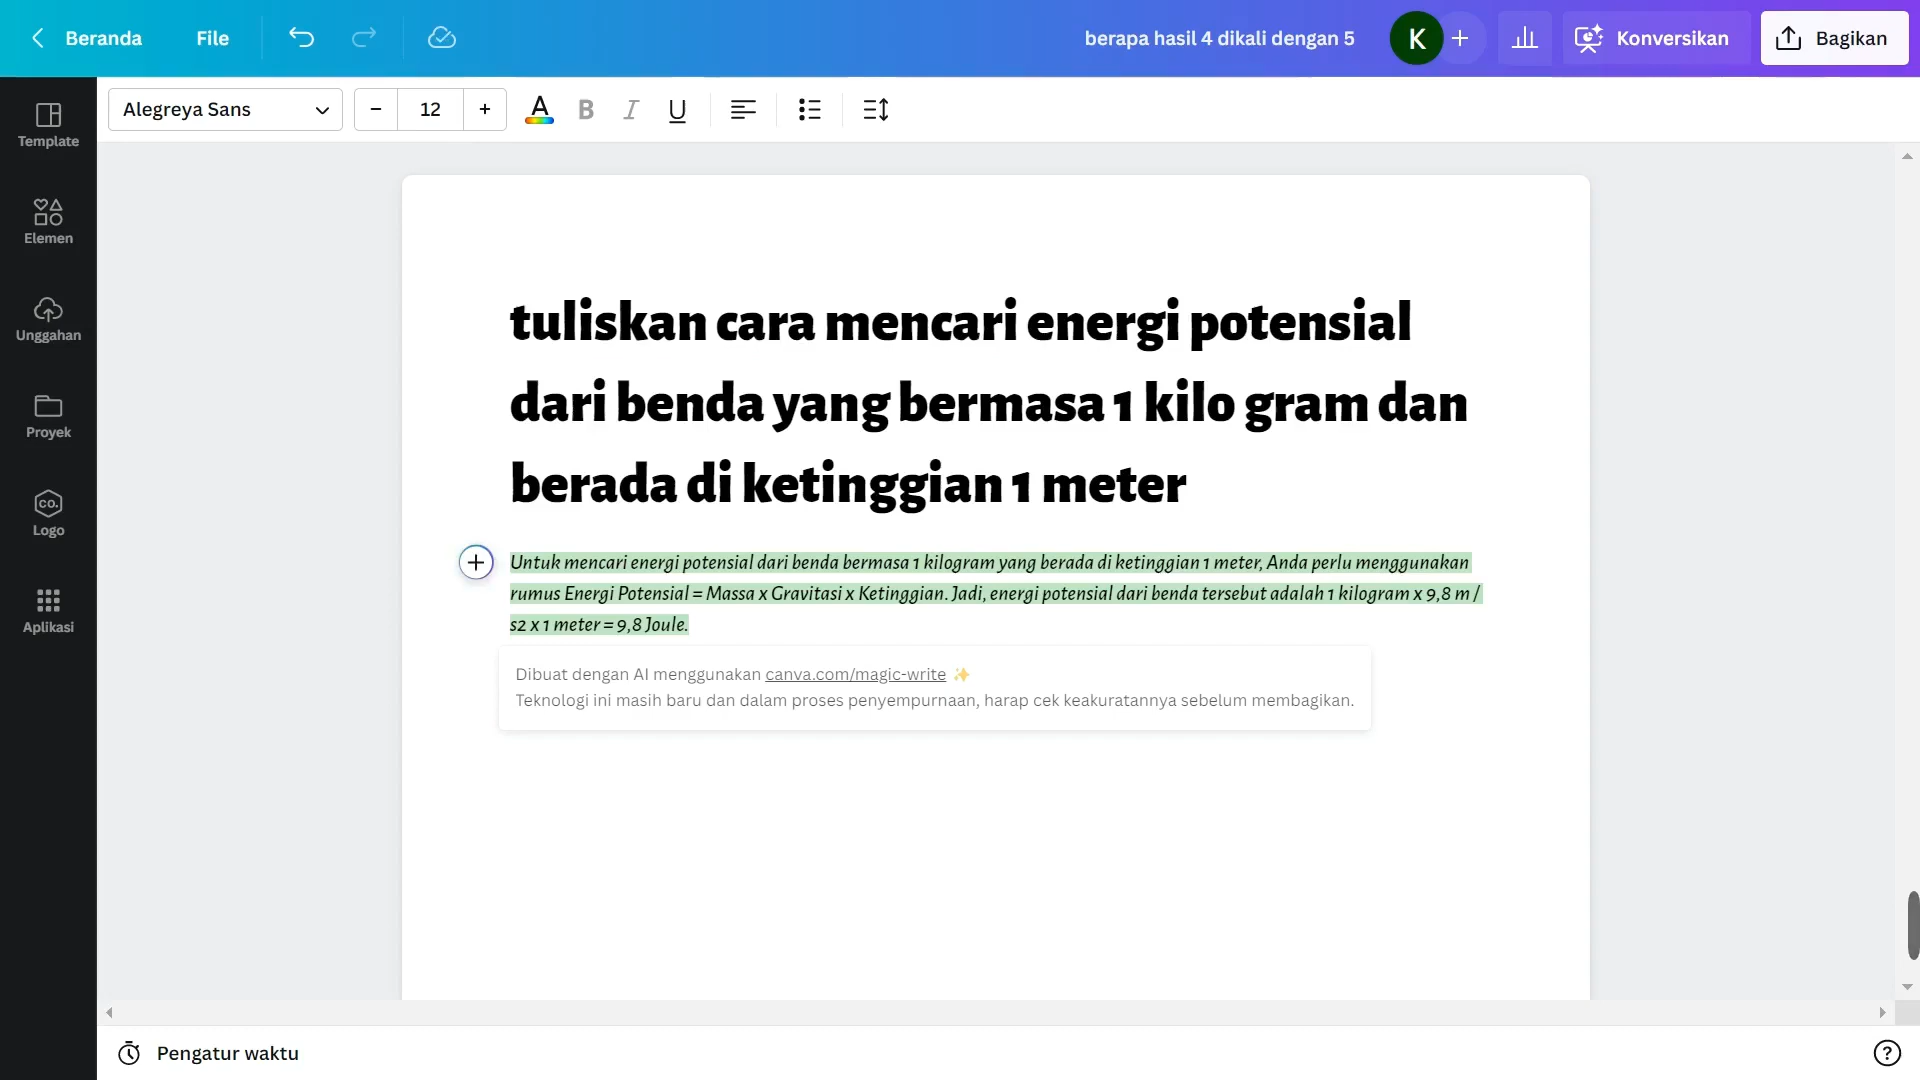 Beranda File berapa hasil 4 dikali dengan 5 K Konversikan Bagikan
Alegreya Sans 12 A B I U
Template
Elemen
Unggahan
Proyek
CO.
Logo
Aplikasi
tuliskan cara mencari energi potensial
dari benda yang bermasa 1 kilo gram dan
berada di ketinggian 1 meter
Untuk mencari energi potensial dari benda bermasa 1 kilogram yang berada di ketinggian 1 meter, Anda perlu menggunakan
rumus Energi Potensial = Massa x Gravitasi x Ketinggian. Jadi, energi potensial dari benda tersebut adalah 1 kilogram x 9,8 m /
s2 x 1 meter = 9,8 Joule.
Dibuat dengan AI menggunakan canva.com/magic-write ✨
Teknologi ini masih baru dan dalam proses penyempurnaan, harap cek keakuratannya sebelum membagikan.
Pengatur waktu